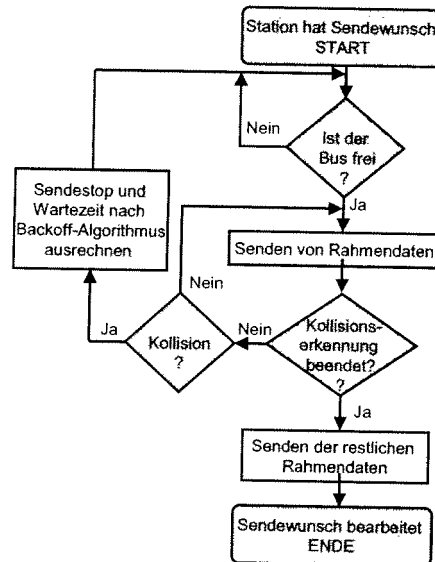 Station hat Sendewunsch
START
Nein
Ist der
Bus frei
?
Ja
Sendestop und
Wartezeit nach
Backoff-Algorithmus
ausrechnen
Senden von Rahmendaten
Nein
Ja
Kollision
?
Nein
Kollisions-
erkennung
beendet?
?
Ja
Senden der restlichen
Rahmendaten
Sendewunsch bearbeitet
ENDE